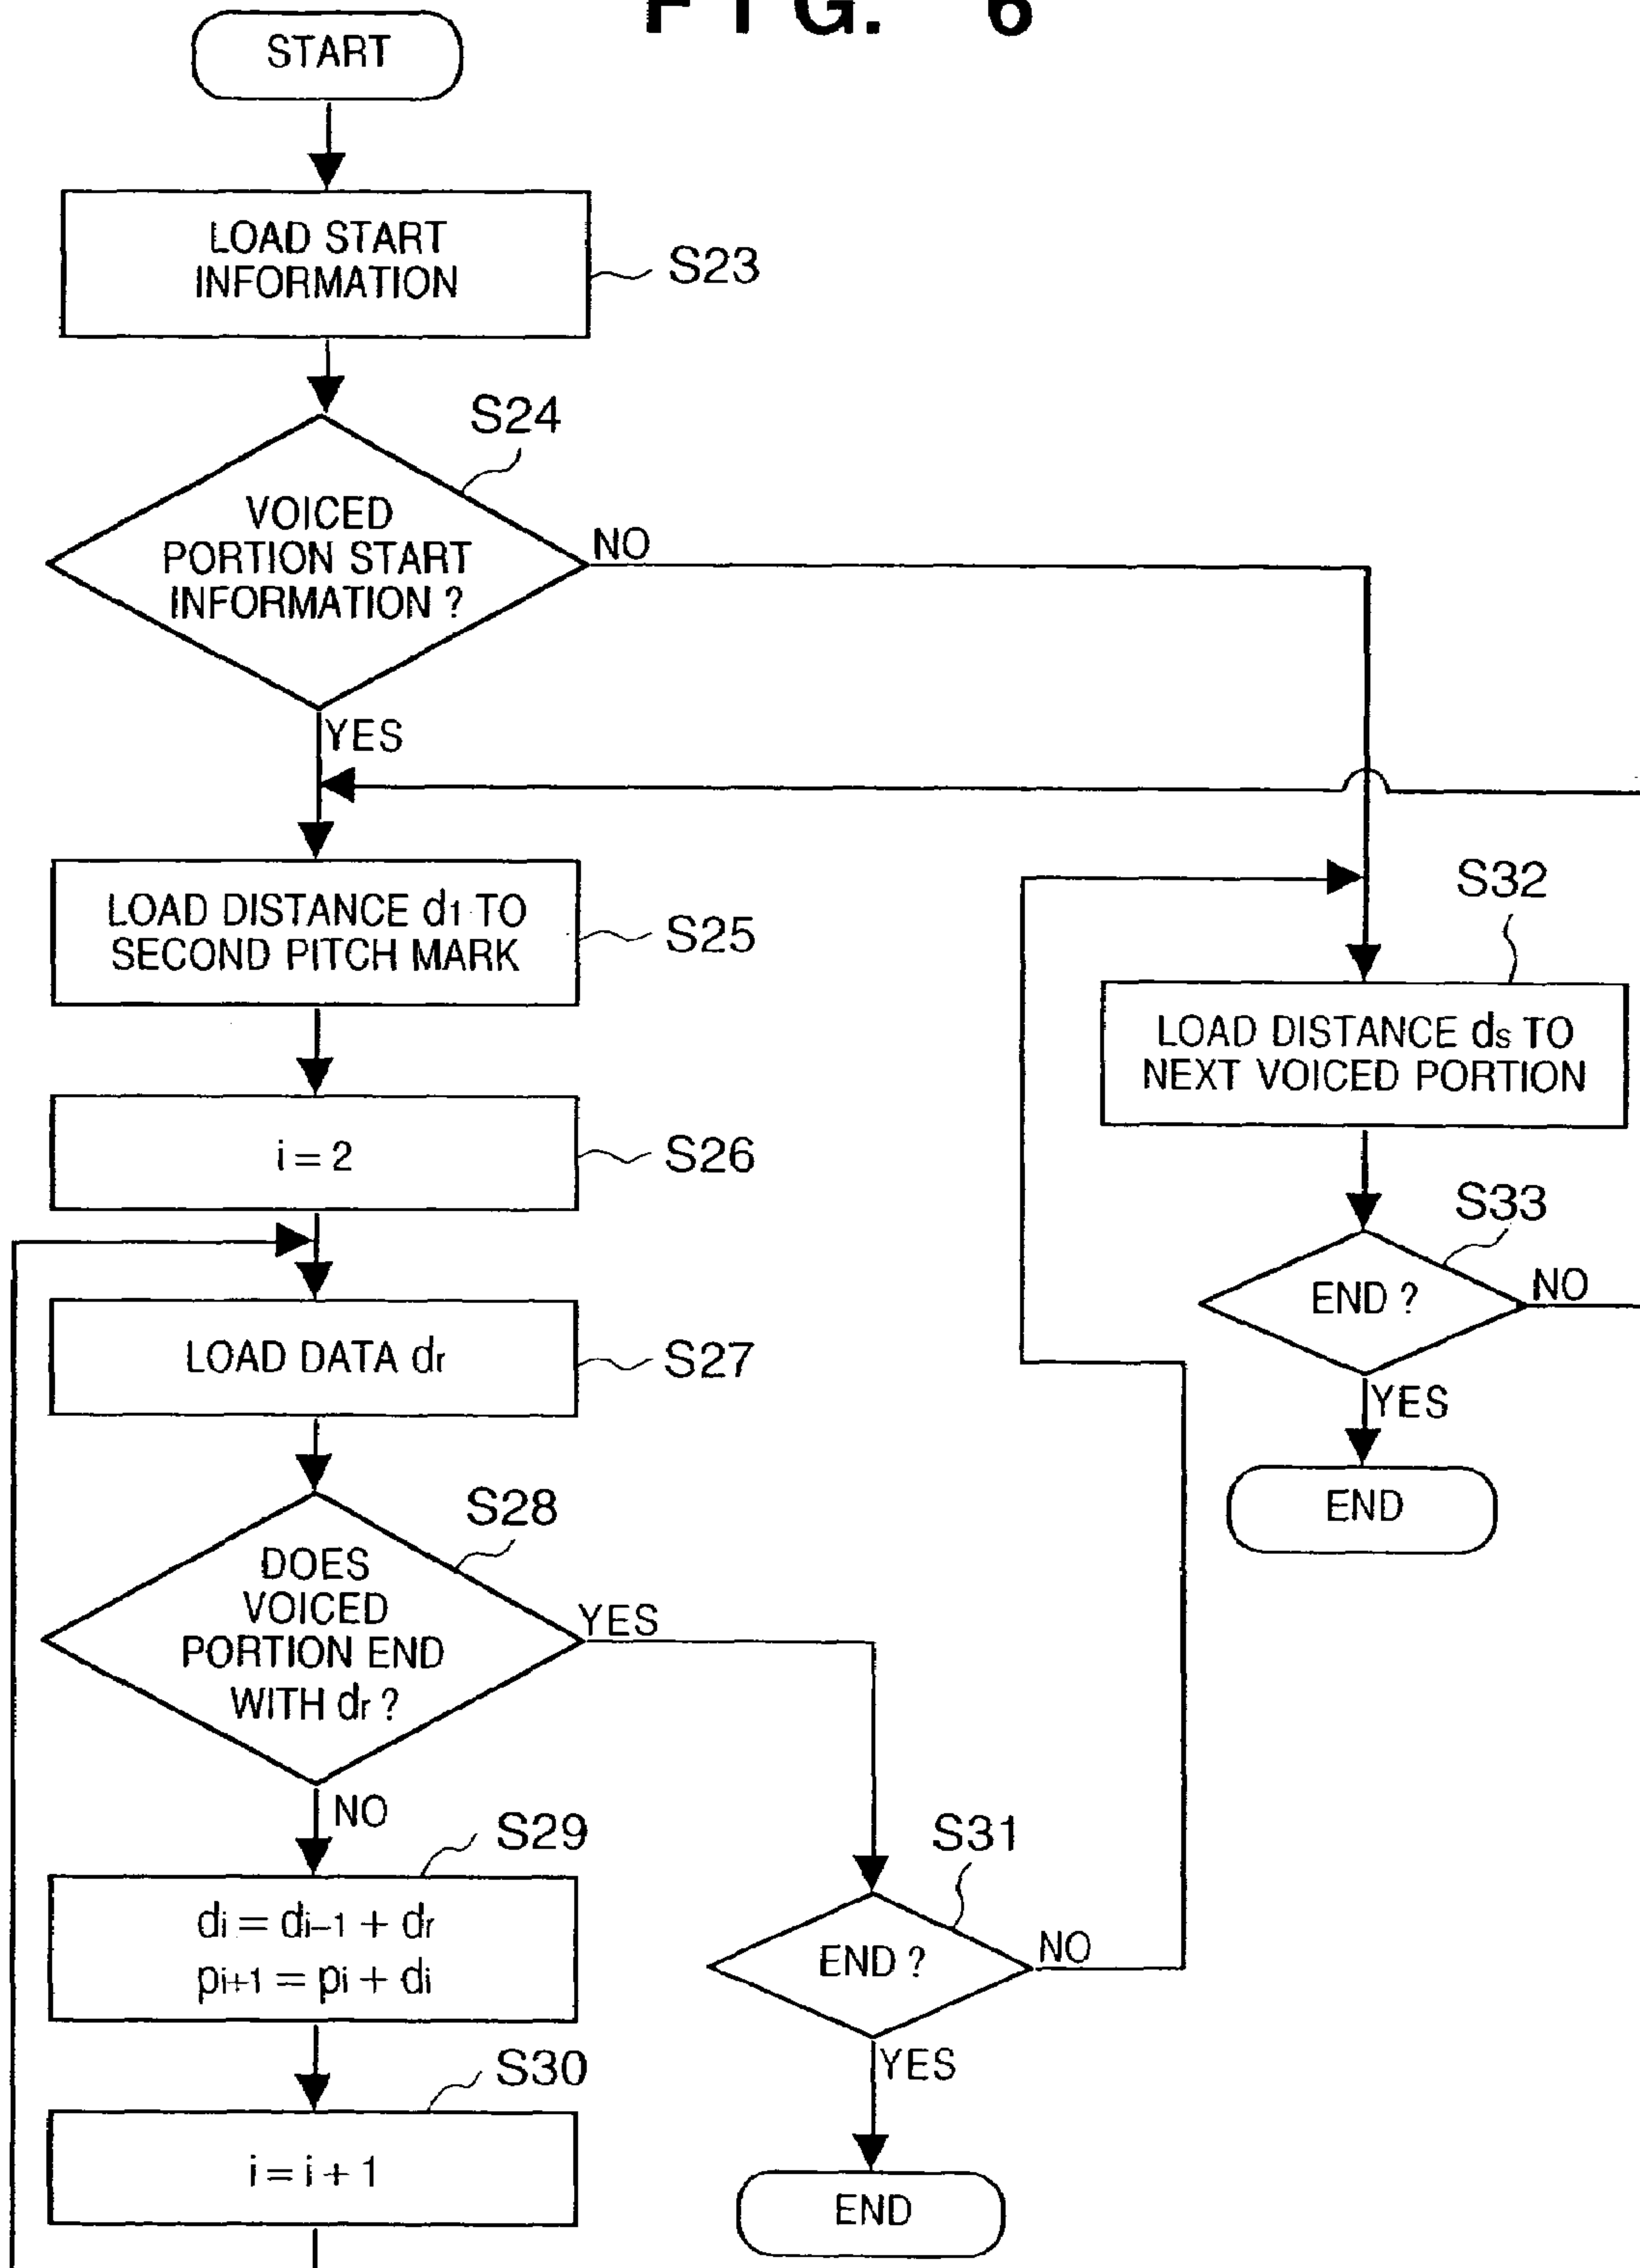 FIG. 6
START
LOAD START
INFORMATION
S23
S24
VOICED
PORTION START
INFORMATION ?
NO
YES
LOAD DISTANCE d1 TO
SECOND PITCH MARK
S25
i = 2
S26
LOAD DATA dr
S27
S28
DOES
VOICED
PORTION END
WITH dr ?
YES
NO
S29
di = di–1 + dr
pi+1 = pi + di
S30
i = i + 1
S31
END ?
NO
YES
END
S32
LOAD DISTANCE ds TO
NEXT VOICED PORTION
S33
END ?
NO
YES
END